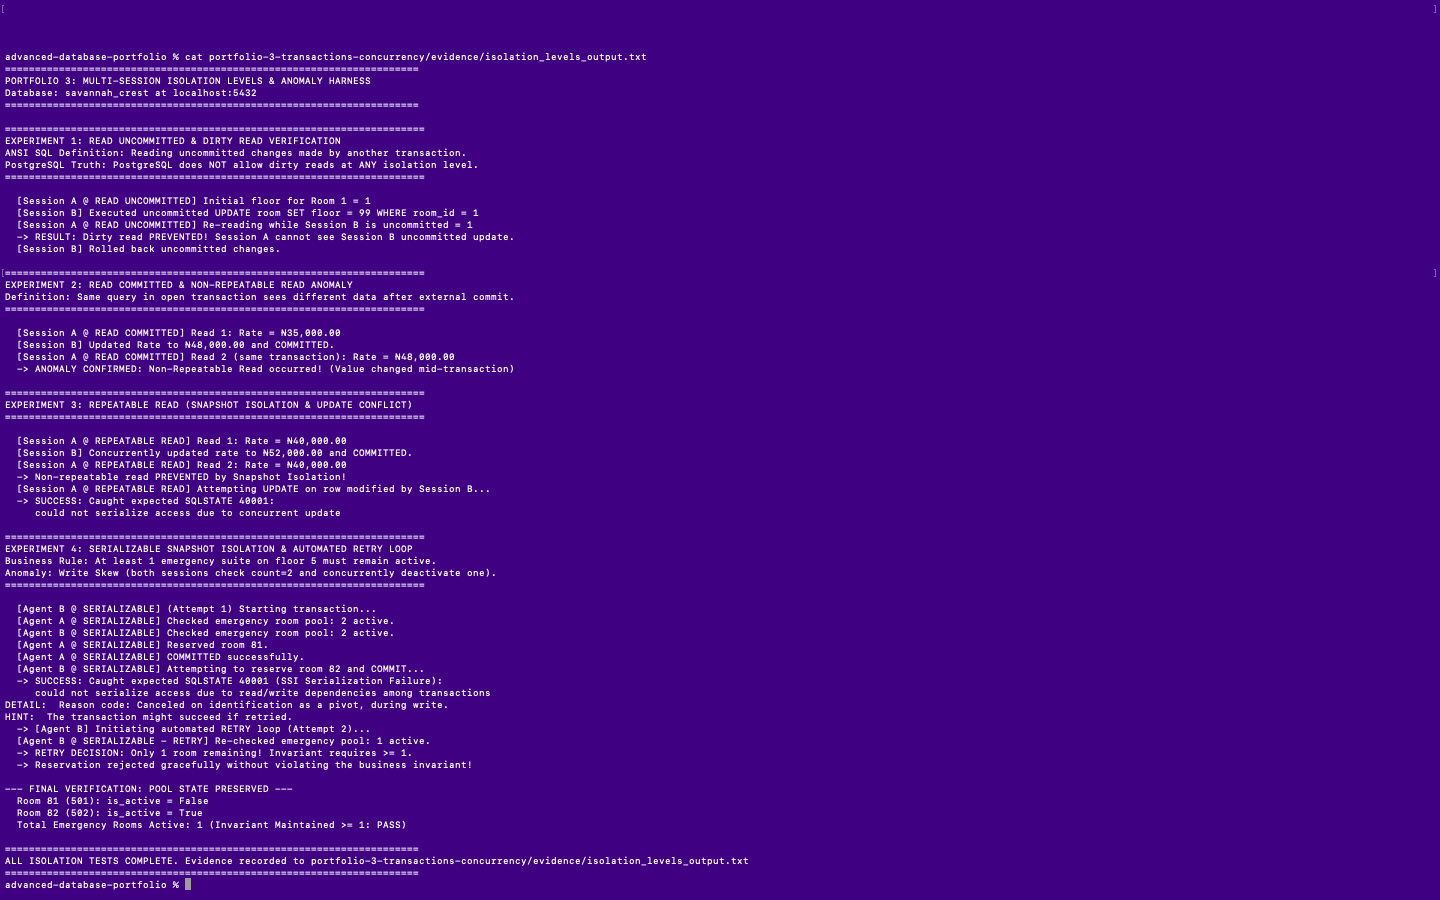 [ ]
advanced-database-portfolio % cat portfolio-3-transactions-concurrency/evidence/isolation_levels_output.txt
=====================================================================
PORTFOLIO 3: MULTI-SESSION ISOLATION LEVELS & ANOMALY HARNESS
Database: savannah_crest at localhost:5432
=====================================================================
======================================================================
EXPERIMENT 1: READ UNCOMMITTED & DIRTY READ VERIFICATION
ANSI SQL Definition: Reading uncommitted changes made by another transaction.
PostgreSQL Truth: PostgreSQL does NOT allow dirty reads at ANY isolation level.
======================================================================
[Session A @ READ UNCOMMITTED] Initial floor for Room 1 = 1
[Session B] Executed uncommitted UPDATE room SET floor = 99 WHERE room_id = 1
[Session A @ READ UNCOMMITTED] Re-reading while Session B is uncommitted = 1
-> RESULT: Dirty read PREVENTED! Session A cannot see Session B uncommitted update.
[Session B] Rolled back uncommitted changes.
[====================================================================== ]
EXPERIMENT 2: READ COMMITTED & NON-REPEATABLE READ ANOMALY
Definition: Same query in open transaction sees different data after external commit.
======================================================================
[Session A @ READ COMMITTED] Read 1: Rate = ₦35,000.00
[Session B] Updated Rate to ₦48,000.00 and COMMITTED.
[Session A @ READ COMMITTED] Read 2 (same transaction): Rate = ₦48,000.00
-> ANOMALY CONFIRMED: Non-Repeatable Read occurred! (Value changed mid-transaction)
======================================================================
EXPERIMENT 3: REPEATABLE READ (SNAPSHOT ISOLATION & UPDATE CONFLICT)
======================================================================
[Session A @ REPEATABLE READ] Read 1: Rate = ₦40,000.00
[Session B] Concurrently updated rate to ₦52,000.00 and COMMITTED.
[Session A @ REPEATABLE READ] Read 2: Rate = ₦40,000.00
-> Non-repeatable read PREVENTED by Snapshot Isolation!
[Session A @ REPEATABLE READ] Attempting UPDATE on row modified by Session B...
-> SUCCESS: Caught expected SQLSTATE 40001:
could not serialize access due to concurrent update
======================================================================
EXPERIMENT 4: SERIALIZABLE SNAPSHOT ISOLATION & AUTOMATED RETRY LOOP
Business Rule: At least 1 emergency suite on floor 5 must remain active.
Anomaly: Write Skew (both sessions check count=2 and concurrently deactivate one).
======================================================================
[Agent B @ SERIALIZABLE] (Attempt 1) Starting transaction...
[Agent A @ SERIALIZABLE] Checked emergency room pool: 2 active.
[Agent B @ SERIALIZABLE] Checked emergency room pool: 2 active.
[Agent A @ SERIALIZABLE] Reserved room 81.
[Agent A @ SERIALIZABLE] COMMITTED successfully.
[Agent B @ SERIALIZABLE] Attempting to reserve room 82 and COMMIT...
-> SUCCESS: Caught expected SQLSTATE 40001 (SSI Serialization Failure):
could not serialize access due to read/write dependencies among transactions
DETAIL:  Reason code: Canceled on identification as a pivot, during write.
HINT:  The transaction might succeed if retried.
-> [Agent B] Initiating automated RETRY loop (Attempt 2)...
[Agent B @ SERIALIZABLE - RETRY] Re-checked emergency pool: 1 active.
-> RETRY DECISION: Only 1 room remaining! Invariant requires >= 1.
-> Reservation rejected gracefully without violating the business invariant!
--- FINAL VERIFICATION: POOL STATE PRESERVED ---
Room 81 (501): is_active = False
Room 82 (502): is_active = True
Total Emergency Rooms Active: 1 (Invariant Maintained >= 1: PASS)
=====================================================================
ALL ISOLATION TESTS COMPLETE. Evidence recorded to portfolio-3-transactions-concurrency/evidence/isolation_levels_output.txt
=====================================================================
advanced-database-portfolio %